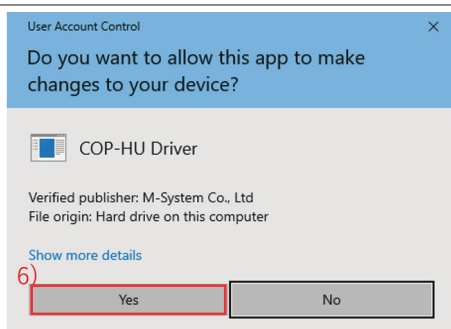 User Account Control
Do you want to allow this app to make
changes to your device?
COP-HU Driver
Verified publisher: M-System Co., Ltd
File origin: Hard drive on this computer
Show more details
6)
Yes
No